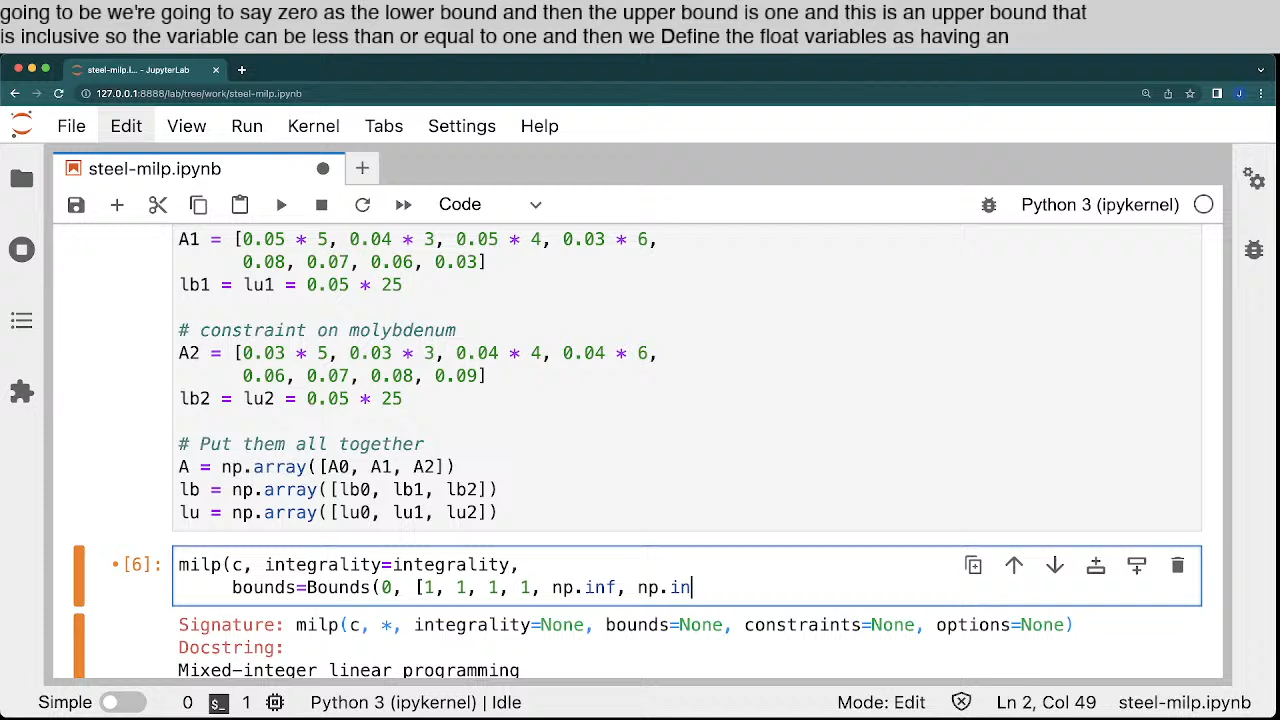 going to be we're going to say zero as the lower bound and then the upper bound is one and this is an upper bound that
is inclusive so the variable can be less than or equal to one and then we Define the float variables as having an
steel-milp.i... - JupyterLab
127.0.0.1:8888/lab/tree/work/steel-milp.ipynb
J
File Edit View Run Kernel Tabs Settings Help
steel-milp.ipynb
Code
Python 3 (ipykernel)
A1 = [0.05 * 5, 0.04 * 3, 0.05 * 4, 0.03 * 6,
0.08, 0.07, 0.06, 0.03]
lb1 = lu1 = 0.05 * 25
# constraint on molybdenum
A2 = [0.03 * 5, 0.03 * 3, 0.04 * 4, 0.04 * 6,
0.06, 0.07, 0.08, 0.09]
lb2 = lu2 = 0.05 * 25
# Put them all together
A = np.array([A0, A1, A2])
lb = np.array([lb0, lb1, lb2])
lu = np.array([lu0, lu1, lu2])
[6]: milp(c, integrality=integrality,
bounds=Bounds(0, [1, 1, 1, 1, np.inf, np.in
Signature: milp(c, *, integrality=None, bounds=None, constraints=None, options=None)
Docstring:
Mixed-integer linear programming
Simple 0 1 Python 3 (ipykernel) | Idle Mode: Edit Ln 2, Col 49 steel-milp.ipynb